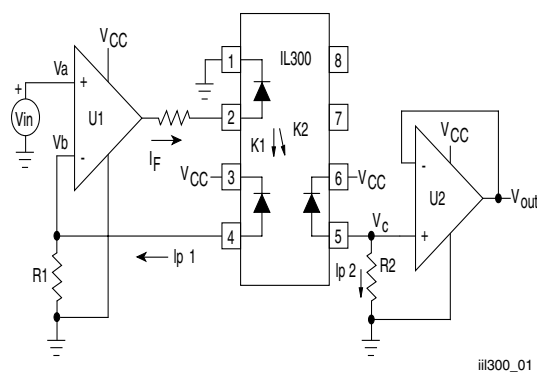 VCC
1
IL300
8
Va
+
+
Vin
U1
2
7
VCC
Vb
-
IF
K1
K2
VCC
3
6
VCC
-
U2
Vout
4
5
VC
+
Ip 1
R1
Ip 2
R2
iil300_01